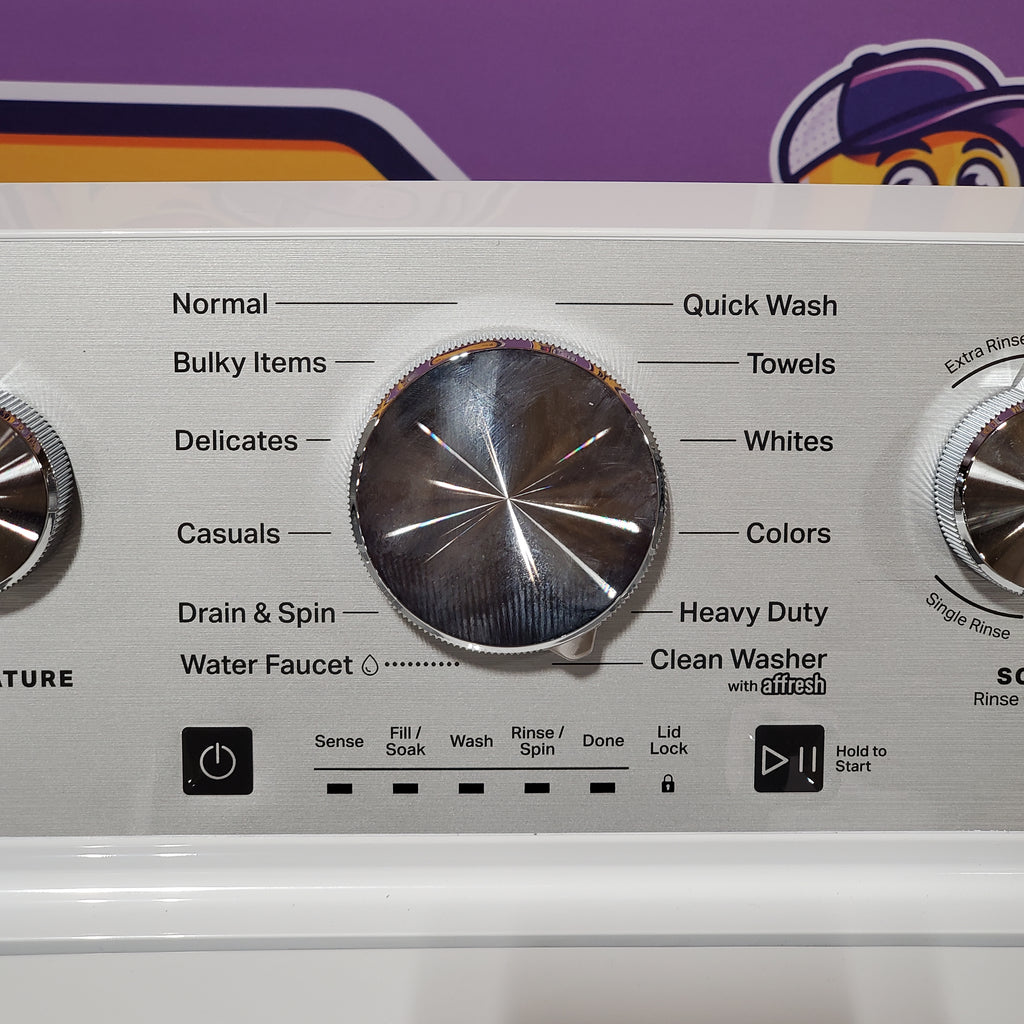 Normal
Quick Wash
Bulky Items
Towels
Extra Rinse
Delicates
Whites
Casuals
Colors
Drain & Spin
Heavy Duty
Single Rinse
Water Faucet
Clean Washer
with affresh
ATURE
SO
Rinse
Sense
Fill /
Soak
Wash
Rinse /
Spin
Done
Lid
Lock
Hold to
Start